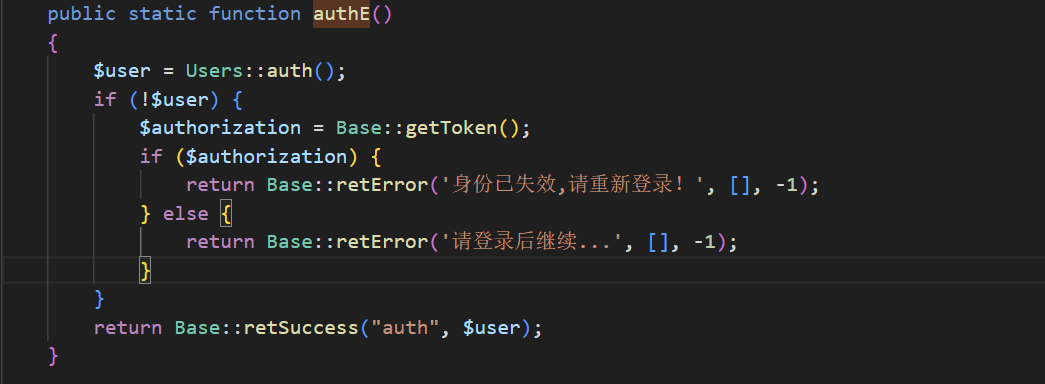 public static function authE()
{
$user = Users::auth();
if (!$user) {
$authorization = Base::getToken();
if ($authorization) {
return Base::retError('身份已失效,请重新登录！', [], -1);
} else {
return Base::retError('请登录后继续...', [], -1);
}
}
return Base::retSuccess("auth", $user);
}